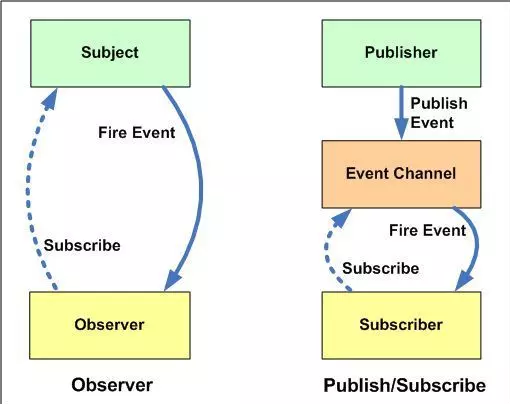 Subject
Fire Event
Subscribe
Observer
Observer
Publisher
Publish
Event
Event Channel
Fire Event
Subscribe
Subscriber
Publish/Subscribe